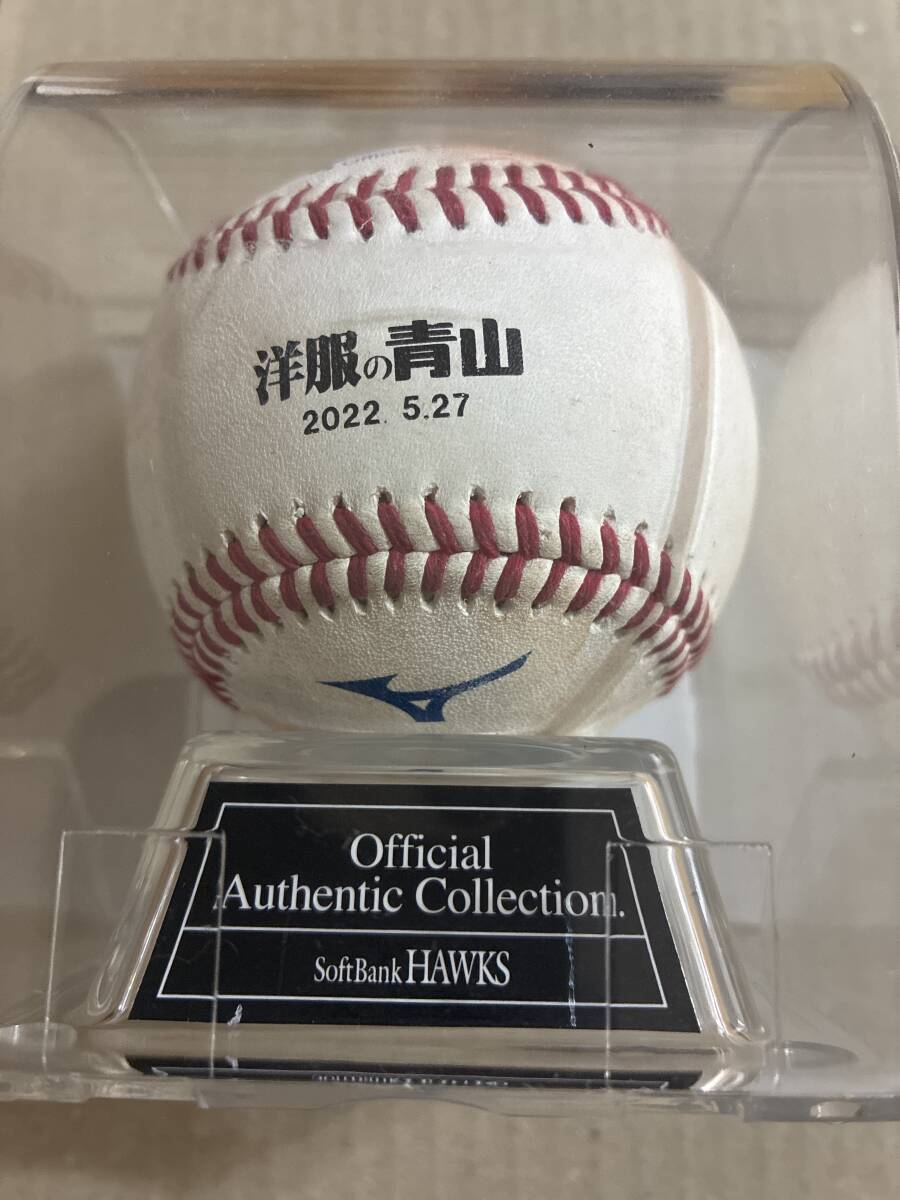 洋服の青山
2022. 5.27
Official
Authentic Collection.
SoftBank HAWKS